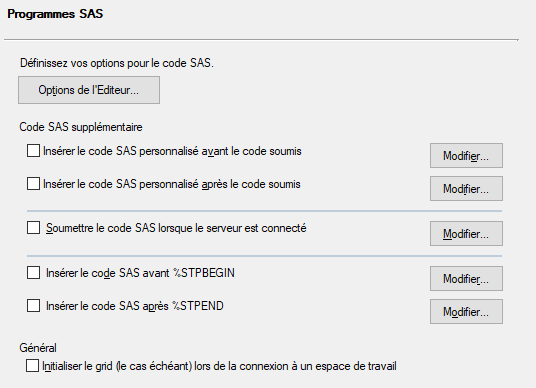 Programmes SAS
Définissez vos options pour le code SAS.
Options de l'Editeur...
Code SAS supplémentaire
Insérer le code SAS personnalisé avant le code soumis
Modifier...
Insérer le code SAS personnalisé après le code soumis
Modifier...
Soumettre le code SAS lorsque le serveur est connecté
Modifier...
Insérer le code SAS avant %STPBEGIN
Modifier...
Insérer le code SAS après %STPEND
Modifier...
Général
Initialiser le grid (le cas échéant) lors de la connexion à un espace de travail